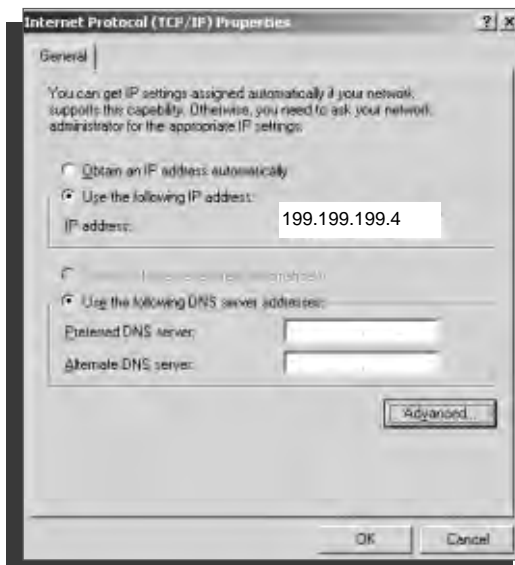 Internet Protocol (TCP/IP) Properties
General
You can get IP settings assigned automatically if your network
supports this capability. Otherwise, you need to ask your network
administrator for the appropriate IP settings.
Obtain an IP address automatically
Use the following IP address:
IP address:
199.199.199.4
Use the following DNS server addresses:
Preferred DNS server:
Alternate DNS server:
Advanced...
OK
Cancel